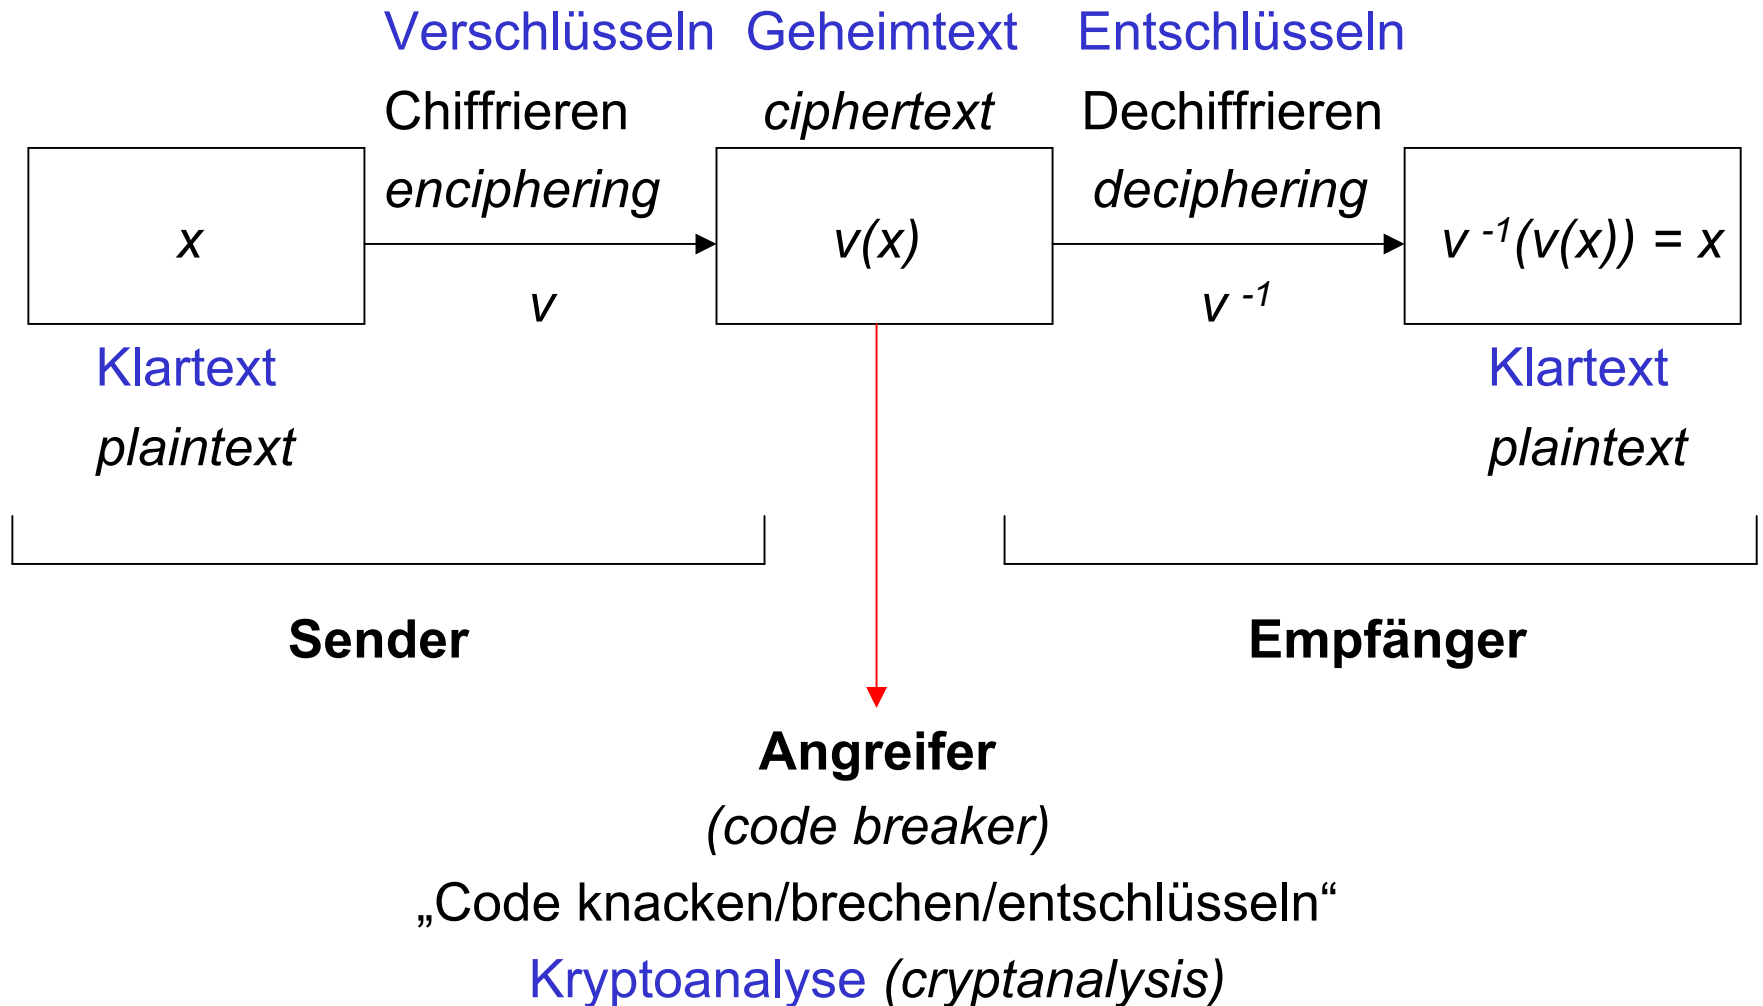 Verschlüsseln Geheimtext Entschlüsseln
Chiffrieren ciphertext Dechiffrieren
enciphering deciphering
x v(x) v -1(v(x)) = x
v v -1
Klartext Klartext
plaintext plaintext
Sender Empfänger
Angreifer
(code breaker)
„Code knacken/brechen/entschlüsseln“
Kryptoanalyse (cryptanalysis)